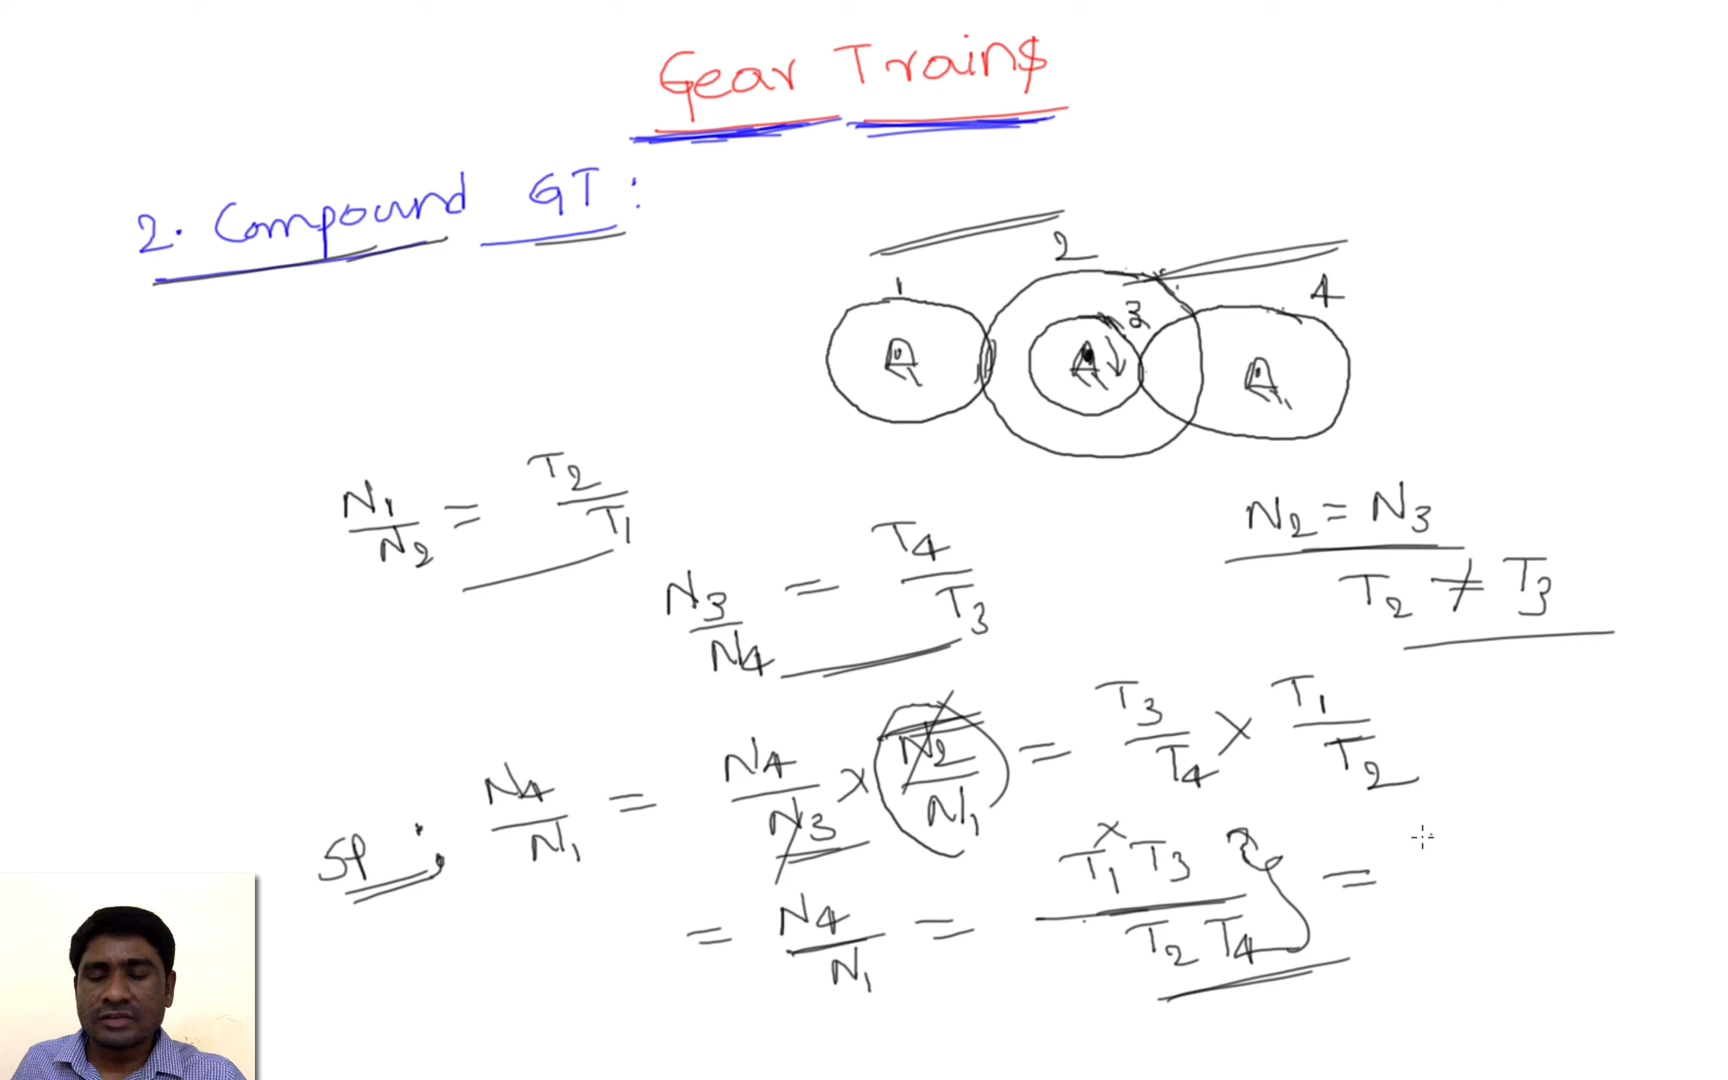 Gear Trains
2. Compound GT :
1 2 3 4
N1/N2 = T2/T1
N3/N4 = T4/T3
N2 = N3
T2 ≠ T3
SP : N4/N1 = N4/N3 × N2/N1 = T3/T4 × T1/T2
= N4/N1 = T1 × T3 / T2 T4 =